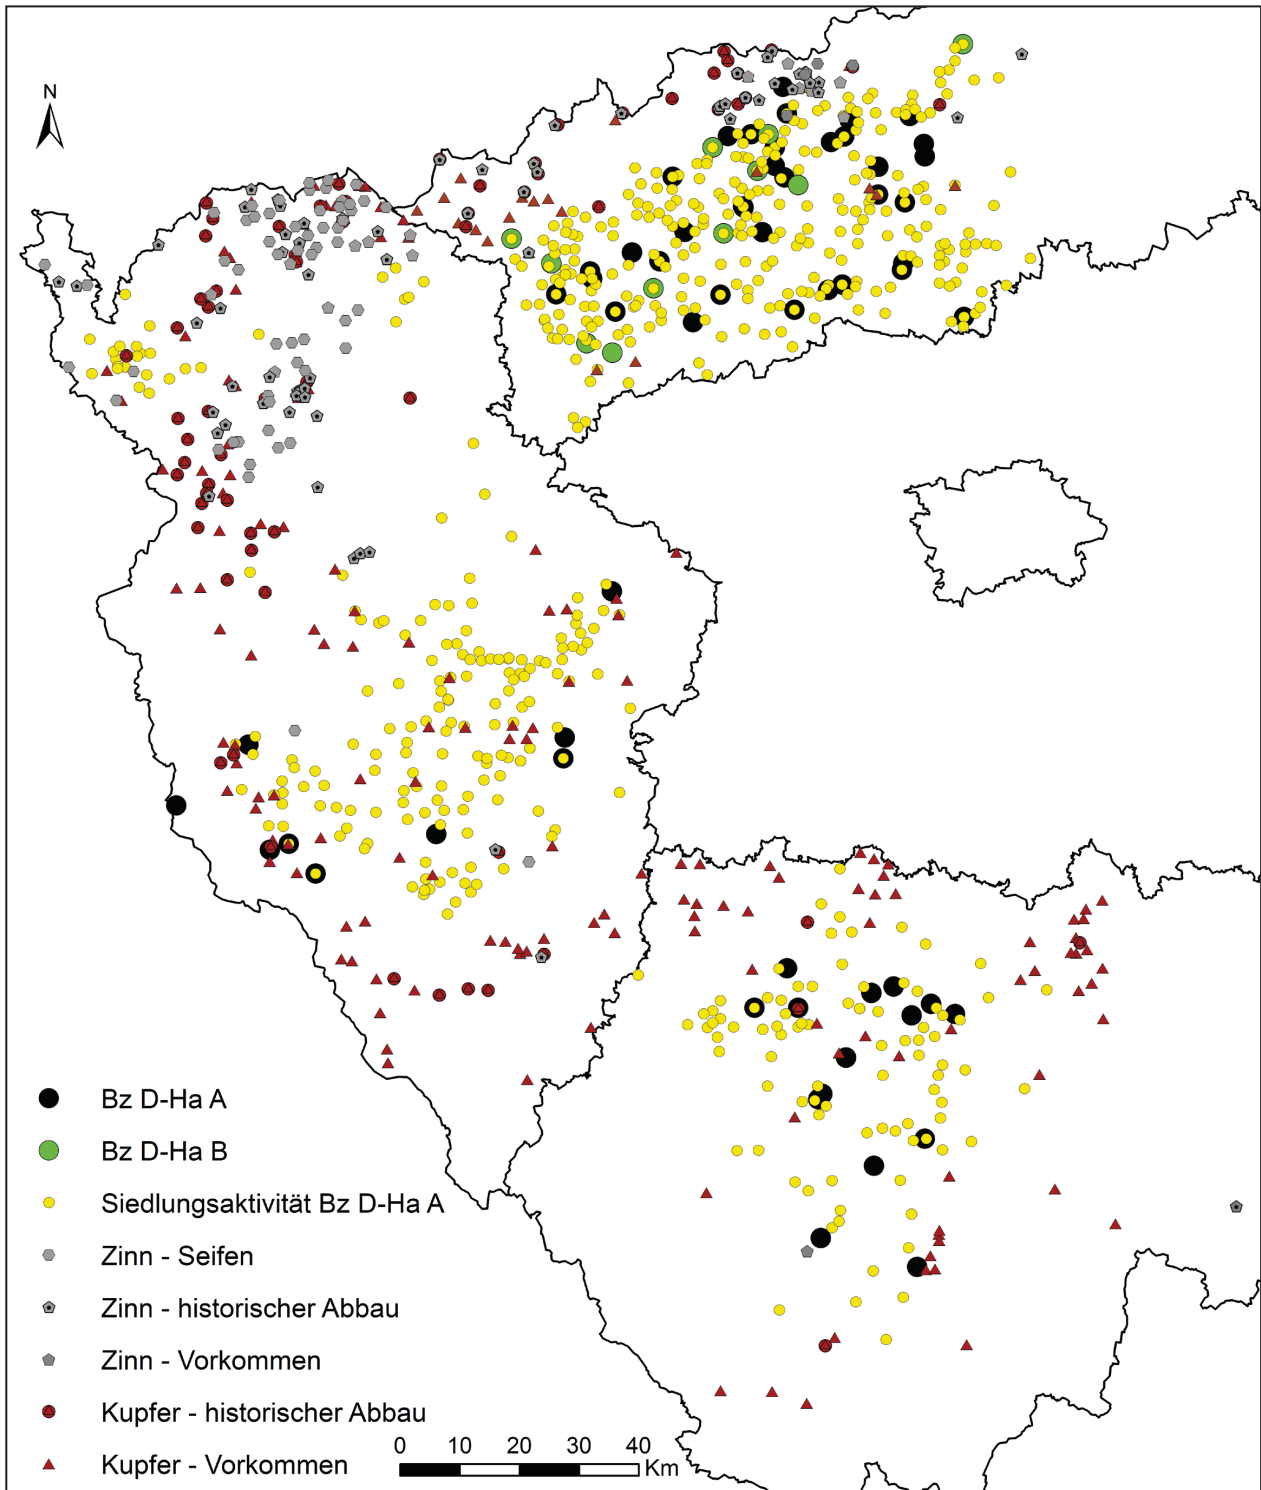 N
Bz D-Ha A
Bz D-Ha B
Siedlungsaktivität Bz D-Ha A
Zinn - Seifen
Zinn - historischer Abbau
Zinn - Vorkommen
Kupfer - historischer Abbau
Kupfer - Vorkommen
0 10 20 30 40
Km